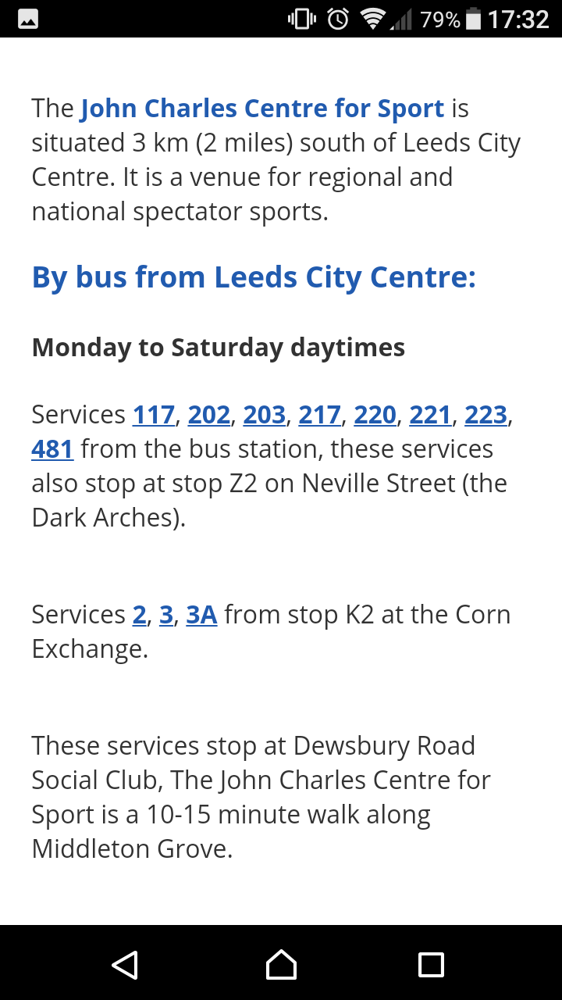 79% 17:32
The John Charles Centre for Sport is
situated 3 km (2 miles) south of Leeds City
Centre. It is a venue for regional and
national spectator sports.
By bus from Leeds City Centre:
Monday to Saturday daytimes
Services 117, 202, 203, 217, 220, 221, 223,
481 from the bus station, these services
also stop at stop Z2 on Neville Street (the
Dark Arches).
Services 2, 3, 3A from stop K2 at the Corn
Exchange.
These services stop at Dewsbury Road
Social Club, The John Charles Centre for
Sport is a 10-15 minute walk along
Middleton Grove.